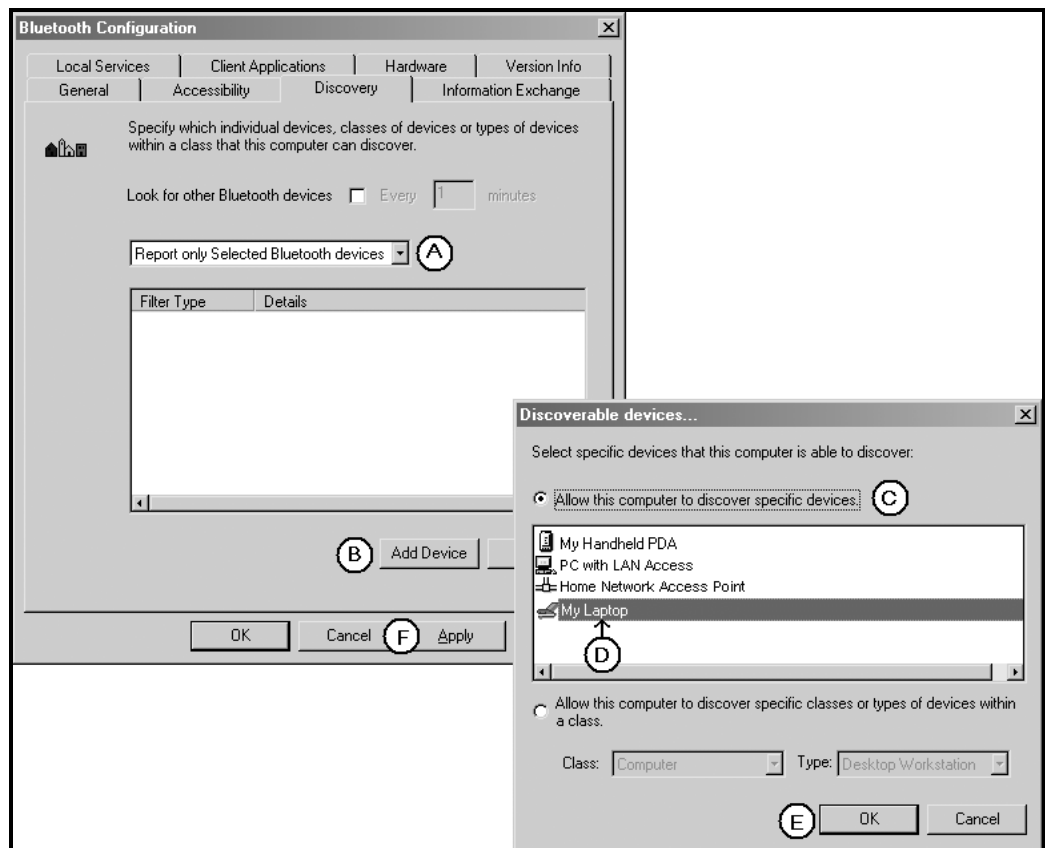 Bluetooth Configuration
Local Services Client Applications Hardware Version Info
General Accessibility Discovery Information Exchange
Specify which individual devices, classes of devices or types of devices
within a class that this computer can discover.
Look for other Bluetooth devices Every 1 minutes
Report only Selected Bluetooth devices A
Filter Type Details
B Add Device
OK Cancel F Apply
Discoverable devices...
Select specific devices that this computer is able to discover:
Allow this computer to discover specific devices. C
My Handheld PDA
PC with LAN Access
Home Network Access Point
My Laptop
D
Allow this computer to discover specific classes or types of devices within
a class.
Class: Computer Type: Desktop Workstation
E OK Cancel